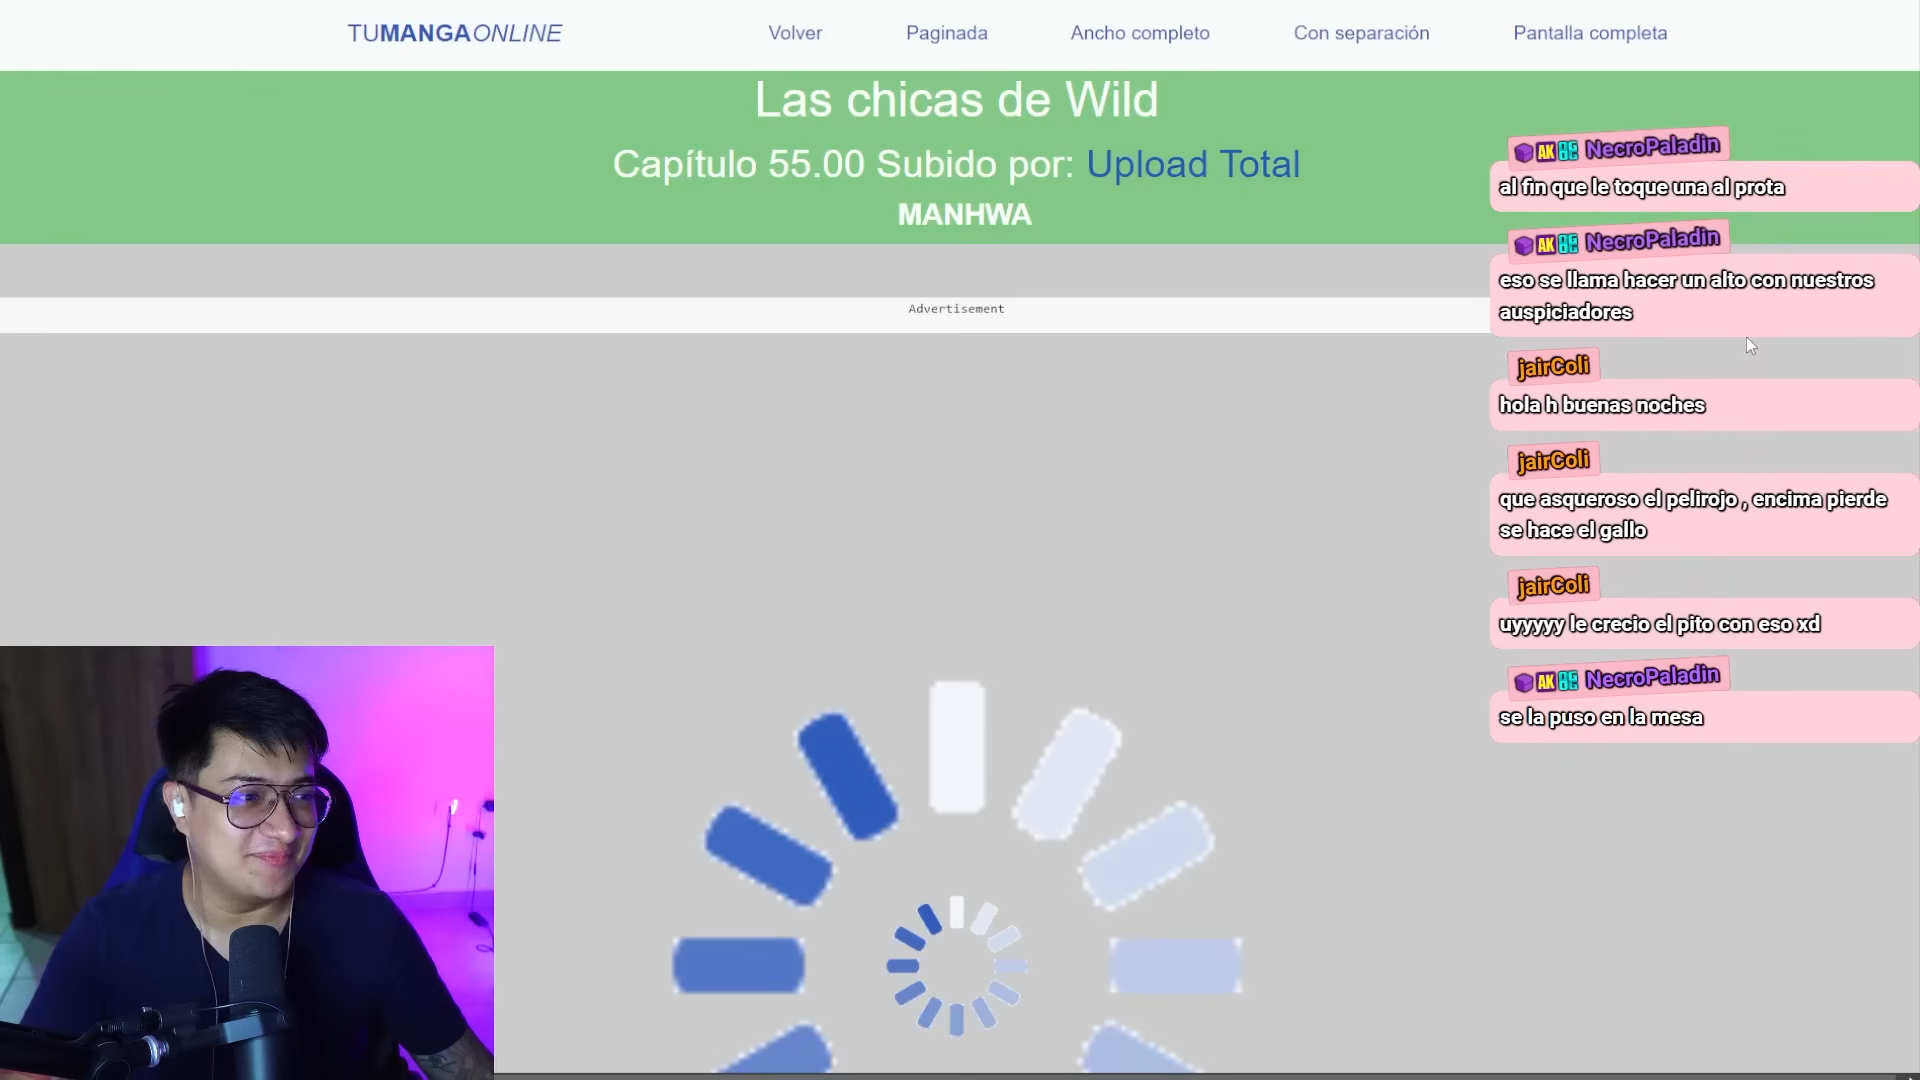 TUMANGAONLINE
Volver
Paginada
Ancho completo
Con separación
Pantalla completa
Las chicas de Wild
Capítulo 55.00 Subido por: Upload Total
MANHWA
Advertisement
AK NecroPaladin
al fin que le toque una al prota
AK NecroPaladin
eso se llama hacer un alto con nuestros
auspiciadores
jairColi
hola h buenas noches
jairColi
que asqueroso el pelirojo , encima pierde
se hace el gallo
jairColi
uyyyyy le crecio el pito con eso xd
AK NecroPaladin
se la puso en la mesa